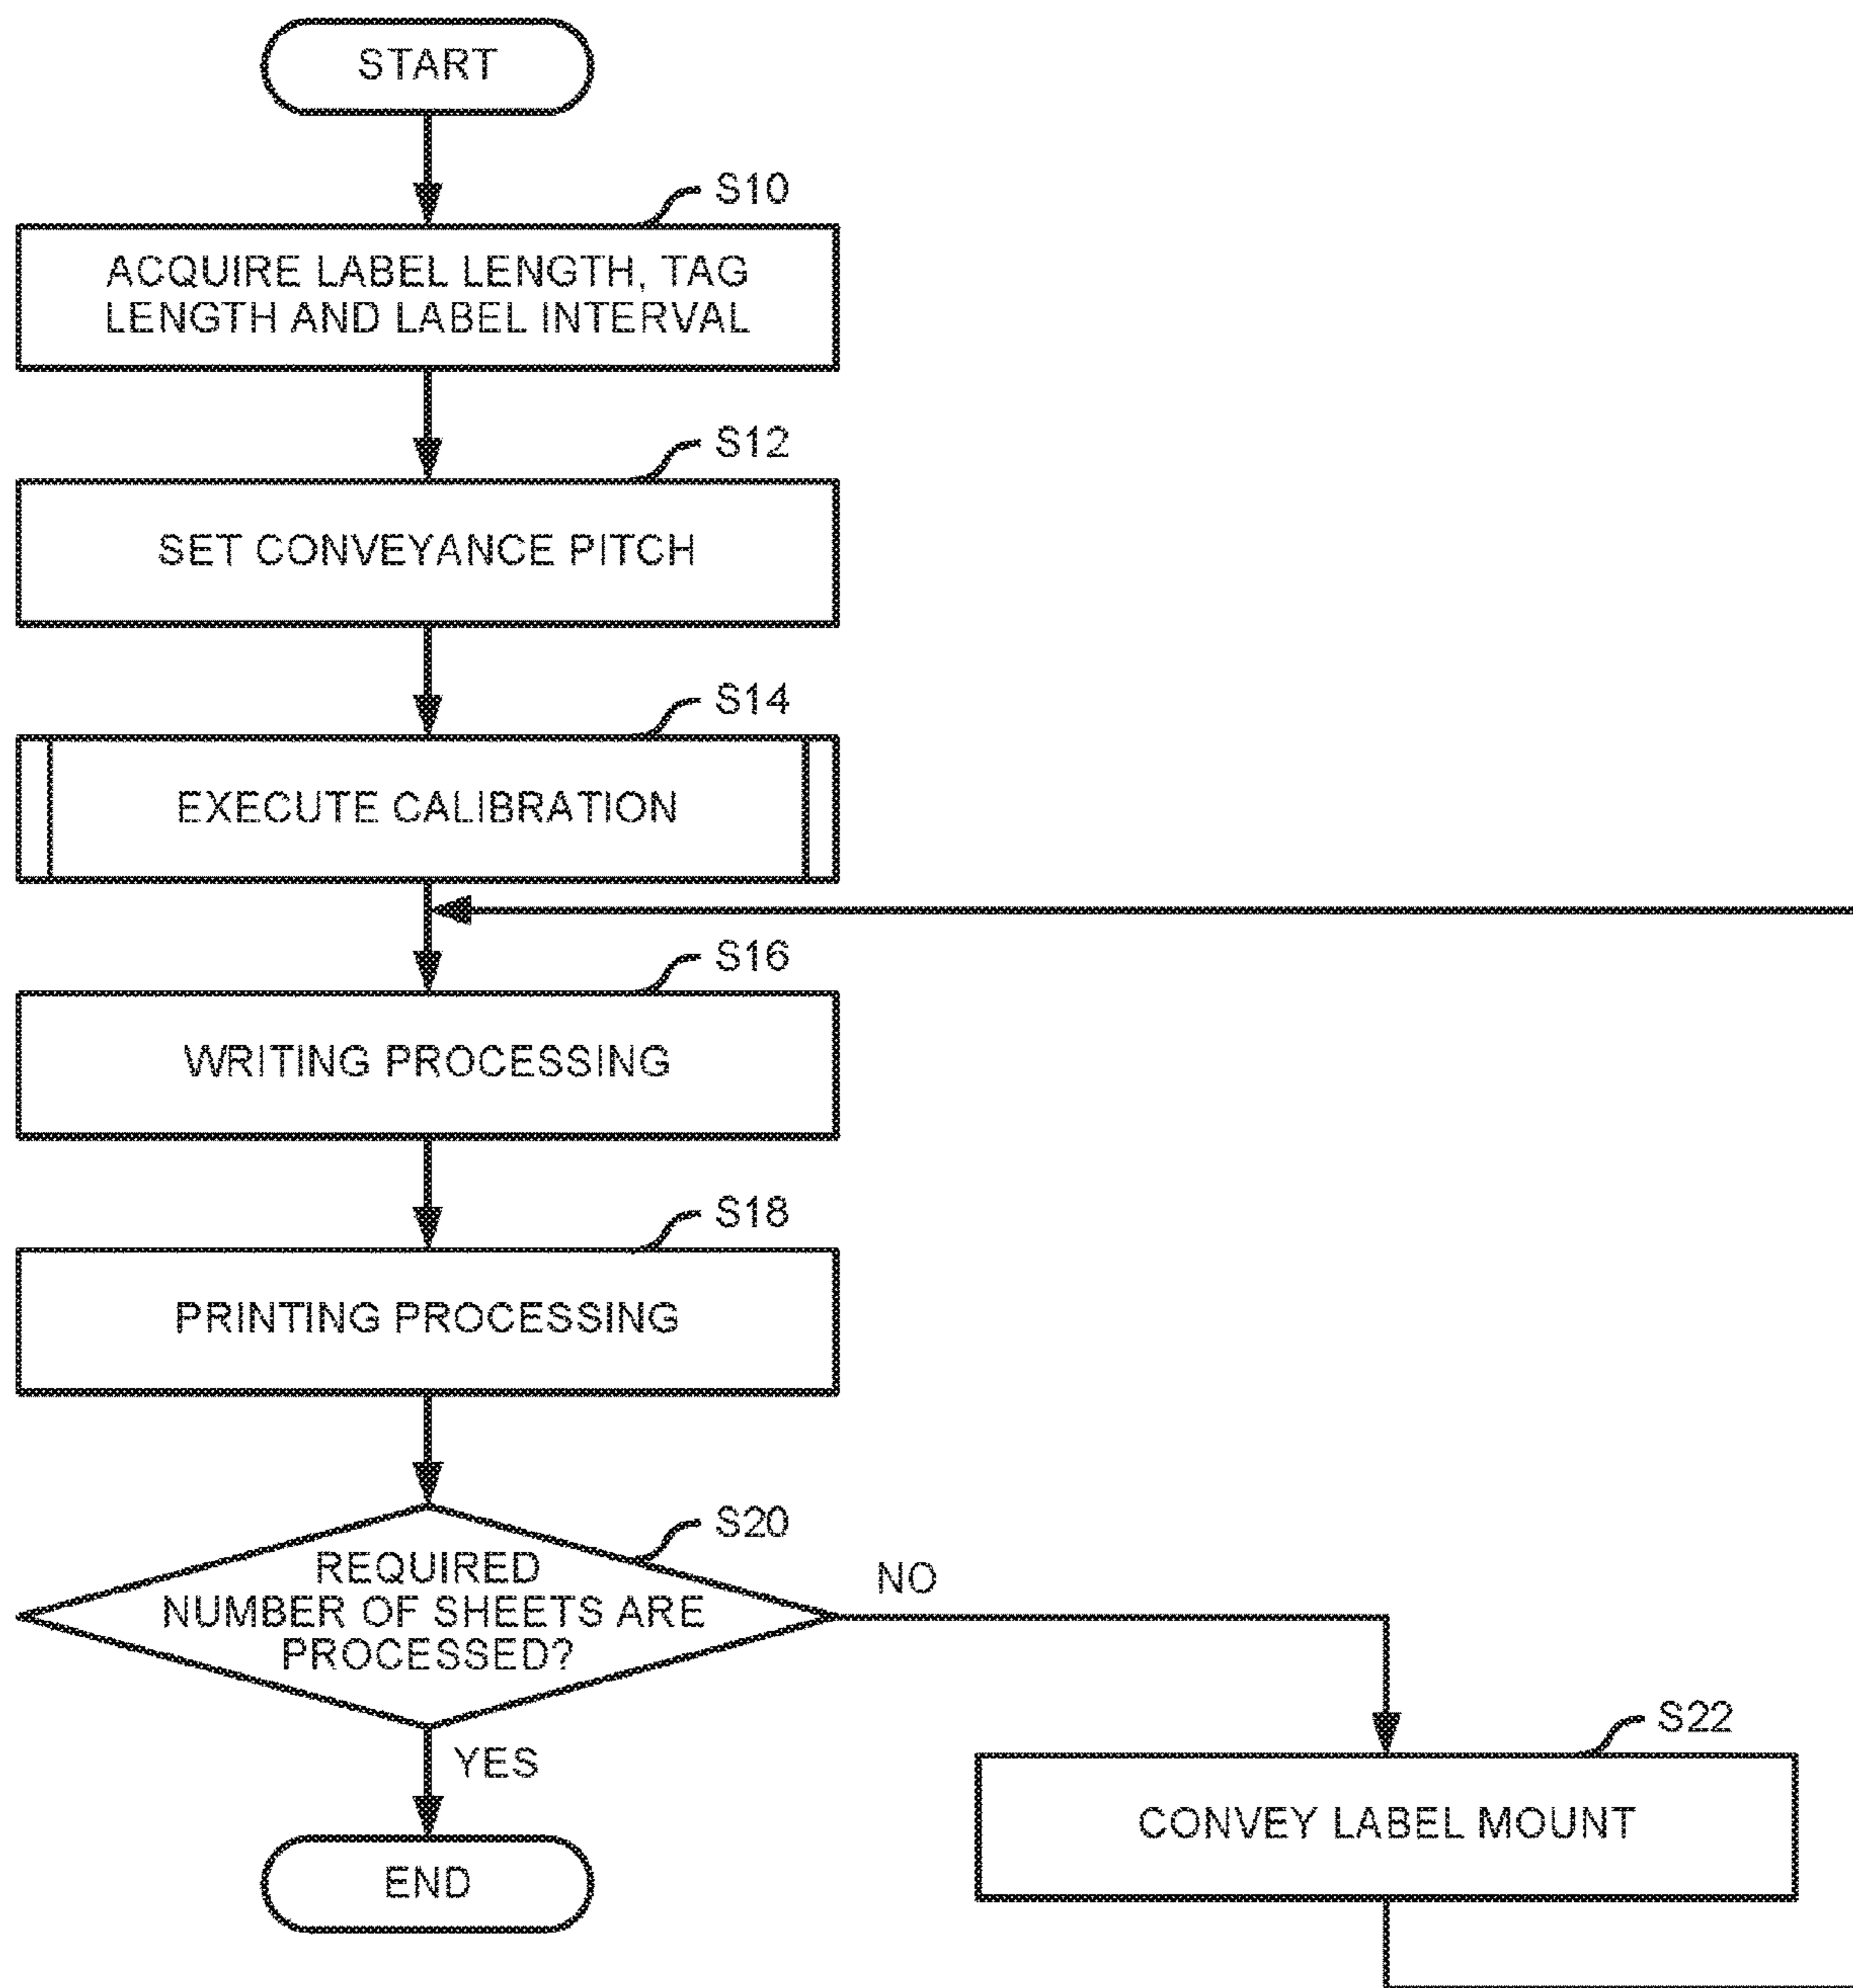 START
S10
ACQUIRE LABEL LENGTH, TAG
LENGTH AND LABEL INTERVAL
S12
SET CONVEYANCE PITCH
S14
EXECUTE CALIBRATION
S16
WRITING PROCESSING
S18
PRINTING PROCESSING
S20
REQUIRED
NUMBER OF SHEETS ARE
PROCESSED?
NO
YES
S22
CONVEY LABEL MOUNT
END